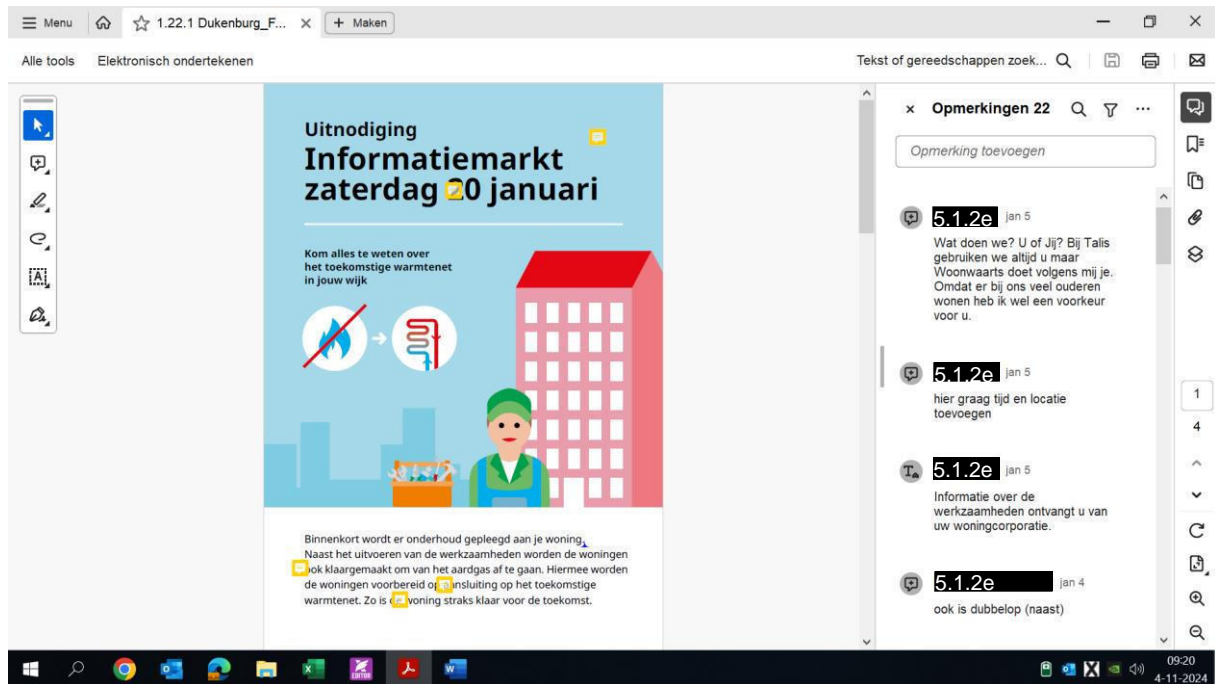 Menu
1.22.1 Dukenburg_F...
Maken
Alle tools
Elektronisch ondertekenen
Tekst of gereedschappen zoek...
Uitnodiging
Informatiemarkt
zaterdag 20 januari
Kom alles te weten over
het toekomstige warmtenet
in jouw wijk
Binnenkort wordt er onderhoud gepleegd aan je woning.
Naast het uitvoeren van de werkzaamheden worden de woningen
ook klaargemaakt om van het aardgas af te gaan. Hiermee worden
de woningen voorbereid op aansluiting op het toekomstige
warmtenet. Zo is de woning straks klaar voor de toekomst.
Opmerkingen 22
Opmerking toevoegen
5.1.2e jan 5
Wat doen we? U of Jij? Bij Talis
gebruiken we altijd u maar
Woonwaarts doet volgens mij je.
Omdat er bij ons veel ouderen
wonen heb ik wel een voorkeur
voor u.
5.1.2e jan 5
hier graag tijd en locatie
toevoegen
5.1.2e jan 5
Informatie over de
werkzaamheden ontvangt u van
uw woningcorporatie.
5.1.2e jan 4
ook is dubbelop (naast)
1
4
EDITOR
09:20
4-11-2024